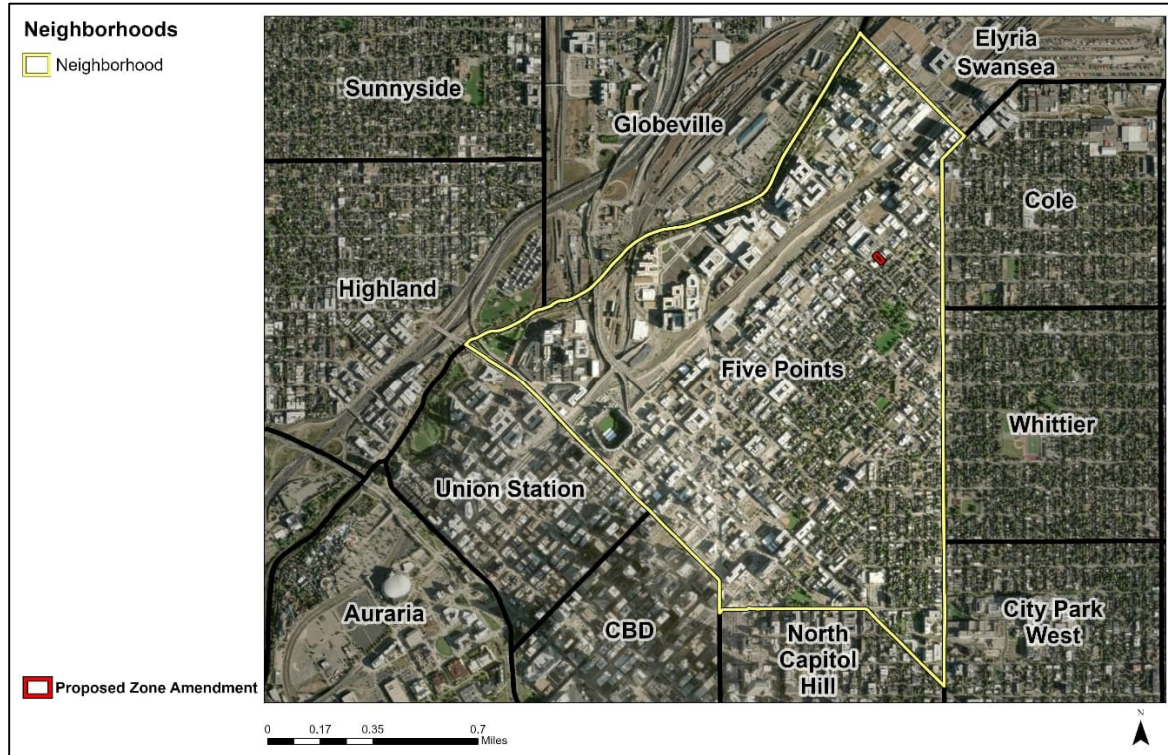 Neighborhoods
Neighborhood
Elyria
Swansea
Sunnyside
Globeville
Cole
Highland
Five Points
Whittier
Union Station
Auraria
CBD
North
Capitol
Hill
City Park
West
Proposed Zone Amendment
0 0.17 0.35 0.7
Miles
N